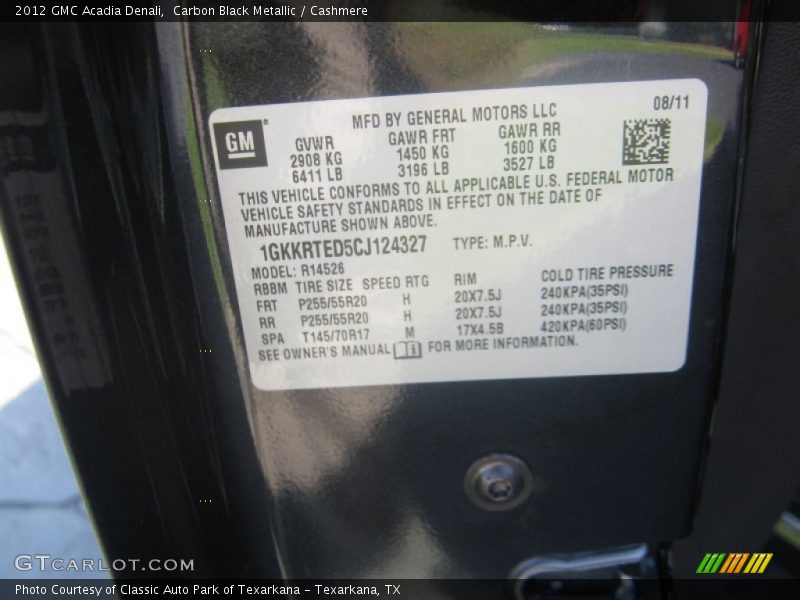 2012 GMC Acadia Denali, Carbon Black Metallic / Cashmere
MFD BY GENERAL MOTORS LLC 08/11
GM
GVWR GAWR FRT GAWR RR
2908 KG 1450 KG 1600 KG
6411 LB 3196 LB 3527 LB
THIS VEHICLE CONFORMS TO ALL APPLICABLE U.S. FEDERAL MOTOR
VEHICLE SAFETY STANDARDS IN EFFECT ON THE DATE OF
MANUFACTURE SHOWN ABOVE.
1GKKRTED5CJ124327 TYPE: M.P.V.
MODEL: R14526
RBBM TIRE SIZE SPEED RTG RIM COLD TIRE PRESSURE
FRT P255/55R20 H 20X7.5J 240KPA(35PSI)
RR P255/55R20 H 20X7.5J 240KPA(35PSI)
SPA T145/70R17 M 17X4.5B 420KPA(60PSI)
SEE OWNER'S MANUAL FOR MORE INFORMATION.
GTCARLOT.COM
Photo Courtesy of Classic Auto Park of Texarkana - Texarkana, TX